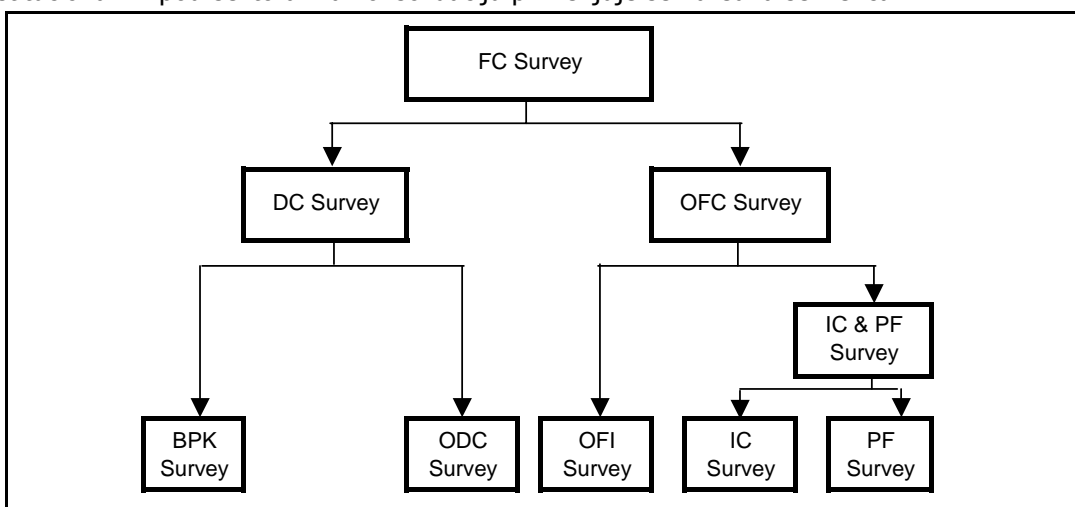 FC Survey
DC Survey
OFC Survey
IC & PF
Survey
BPK
Survey
ODC
Survey
OFI
Survey
IC
Survey
PF
Survey